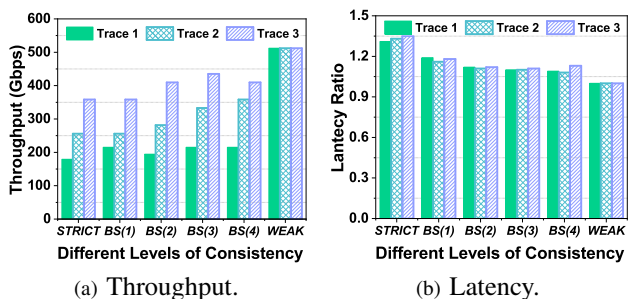 Trace 1 Trace 2 Trace 3
600
500
400
300
200
100
0
Throughput (Gbps)
STRICT BS(1) BS(2) BS(3) BS(4) WEAK
Different Levels of Consistency
(a) Throughput.
Trace 1 Trace 2 Trace 3
1.5
1.2
0.9
0.6
0.3
0.0
Lantecy Ratio
STRICT BS(1) BS(2) BS(3) BS(4) WEAK
Different Levels of Consistency
(b) Latency.